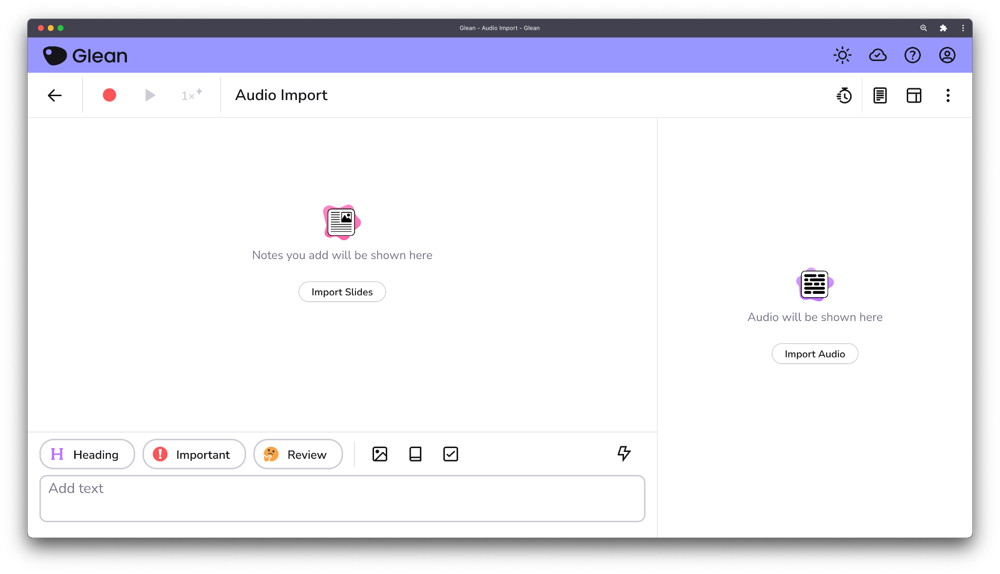 Glean - Audio Import - Glean
Glean
1×
Audio Import
Notes you add will be shown here
Import Slides
Audio will be shown here
Import Audio
H Heading
! Important
Review
Add text